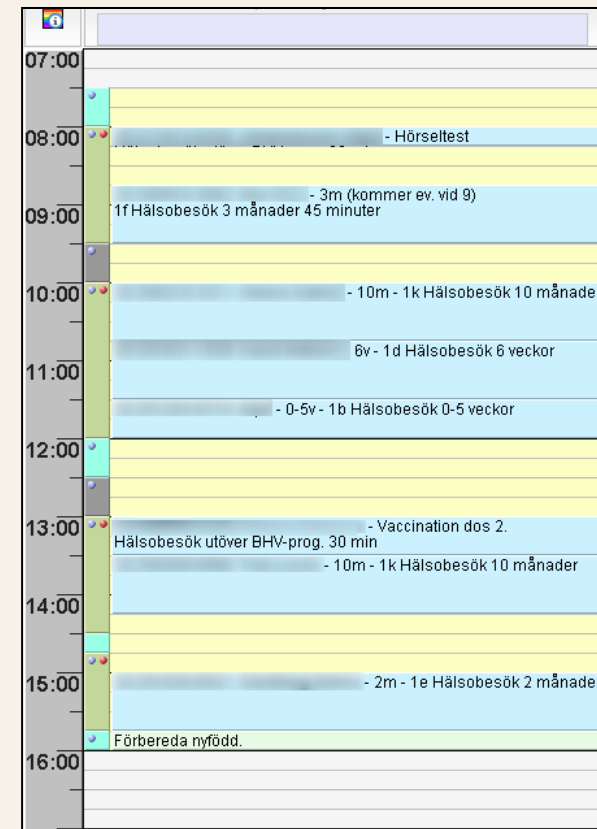 07:00
08:00
- Hörseltest
- 3m (kommer ev. vid 9)
09:00
1f Hälsobesök 3 månader 45 minuter
10:00
- 10m - 1k Hälsobesök 10 månade
6v - 1d Hälsobesök 6 veckor
11:00
- 0-5v - 1b Hälsobesök 0-5 veckor
12:00
13:00
- Vaccination dos 2.
Hälsobesök utöver BHV-prog. 30 min
- 10m - 1k Hälsobesök 10 månader
14:00
15:00
- 2m - 1e Hälsobesök 2 månade
Förbereda nyfödd.
16:00